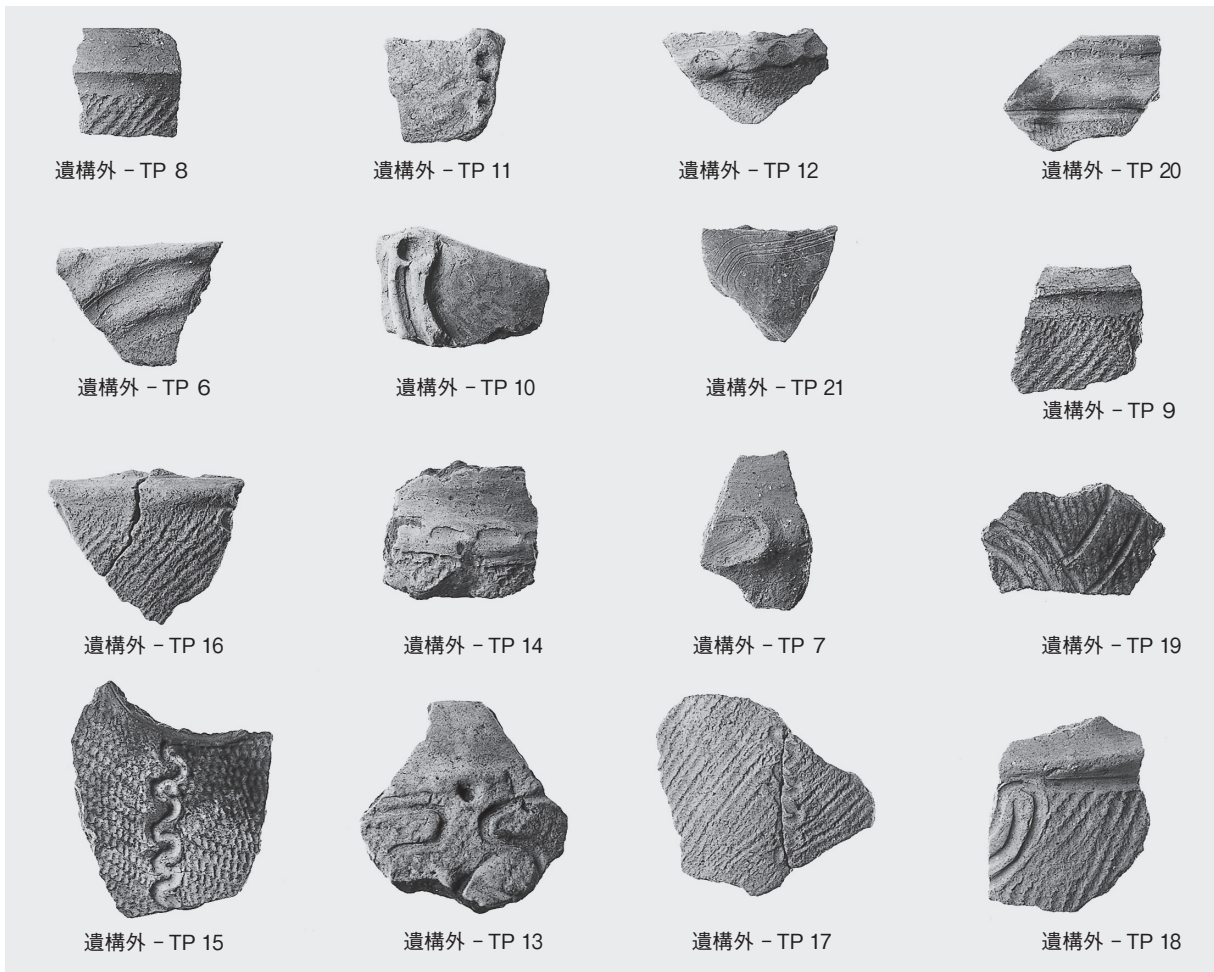 遺構外 – TP 8
遺構外 – TP 11
遺構外 – TP 12
遺構外 – TP 20
遺構外 – TP 6
遺構外 – TP 10
遺構外 – TP 21
遺構外 – TP 9
遺構外 – TP 16
遺構外 – TP 14
遺構外 – TP 7
遺構外 – TP 19
遺構外 – TP 15
遺構外 – TP 13
遺構外 – TP 17
遺構外 – TP 18